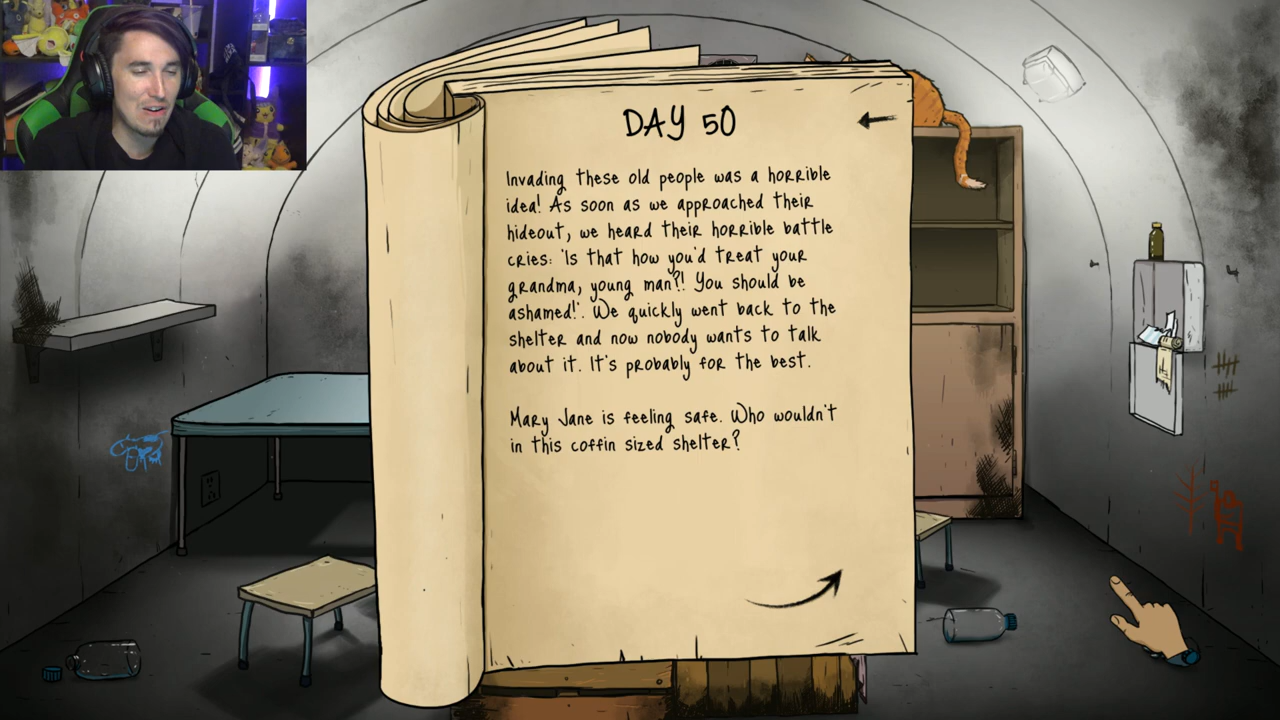 DAY 50
Invading these old people was a horrible
idea! As soon as we approached their
hideout, we heard their horrible battle
cries: 'Is that how you'd treat your
grandma, young man?! You should be
ashamed!'. We quickly went back to the
shelter and now nobody wants to talk
about it. It's probably for the best.
Mary Jane is feeling safe. Who wouldn't
in this coffin sized shelter?